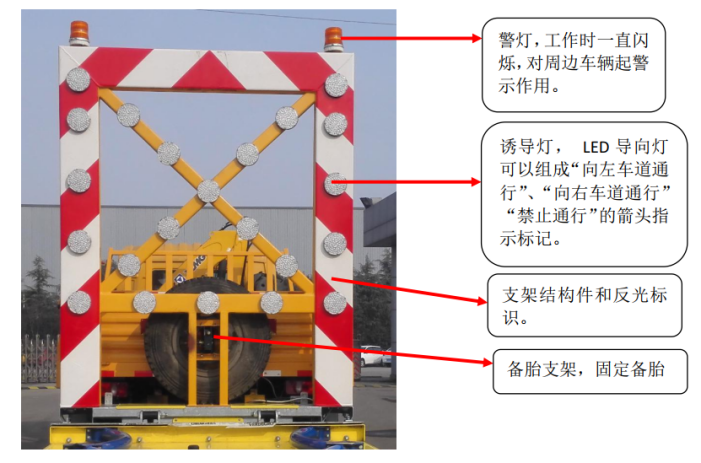 警灯，工作时一直闪
烁，对周边车辆起警
示作用。
诱导灯， LED 导向灯
可以组成“向左车道通
行”、“向右车道通行”
“禁止通行”的箭头指
示标记。
支架结构件和反光标
识。
备胎支架，固定备胎